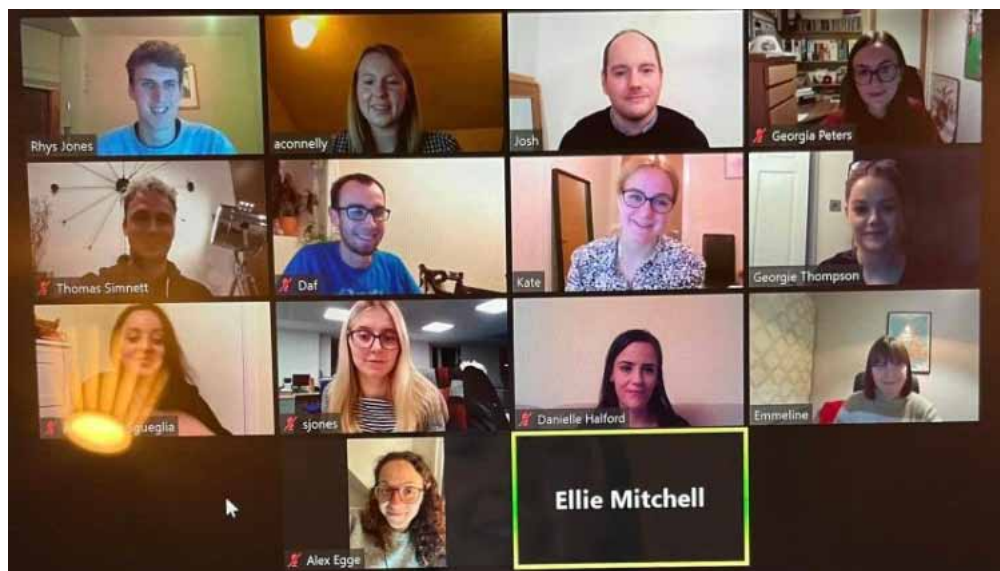 Rhys Jones
aconnelly
Josh
Georgia Peters
Thomas Simnett
Daf
Kate
Georgie Thompson
sjones
Danielle Halford
Emmeline
Alex Egge
Ellie Mitchell